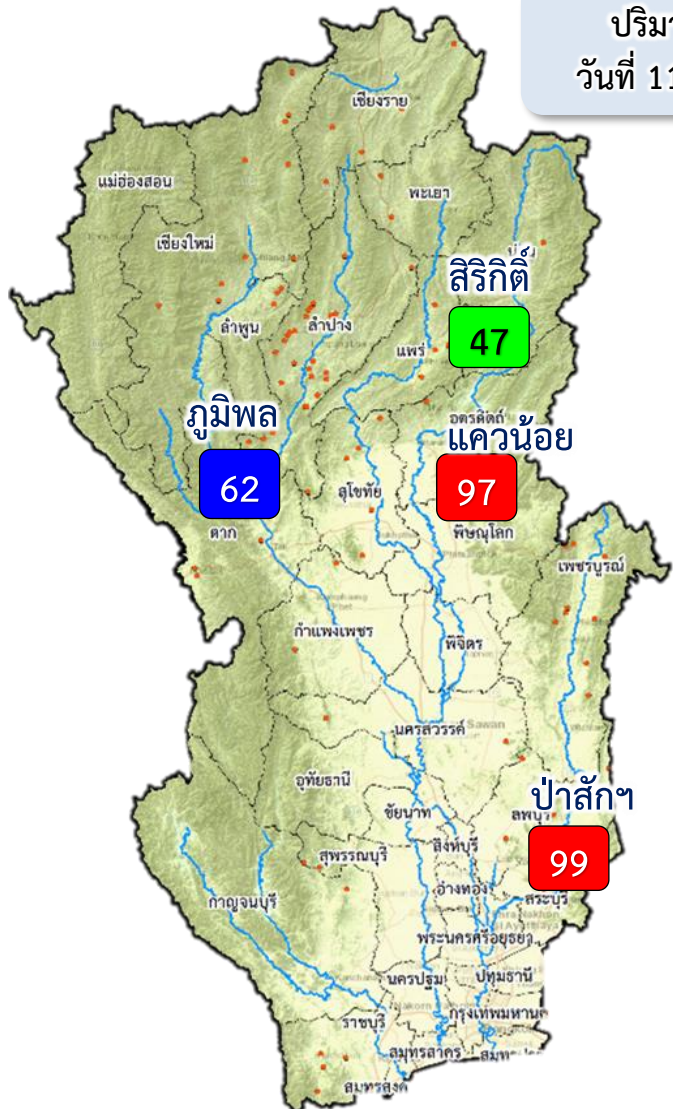 ปริมา
วันที่ 11
เชียงราย
แม่ฮ่องสอน
พะเยา
เชียงใหม่
สิริกิติ์
47
ลำพูน
ลำปาง
แพร่
ภูมิพล
62
อุตรดิตถ์
แควน้อย
97
สุโขทัย
ตาก
พิษณุโลก
เพชรบูรณ์
กำแพงเพชร
พิจิตร
นครสวรรค์
Sawan
อุทัยธานี
ป่าสักฯ
99
ชัยนาท
ลพบุรี
สิงห์บุรี
สุพรรณบุรี
อ่างทอง
สระบุรี
กาญจนบุรี
พระนครศรีอยุธยา
นครปฐม
ปทุมธานี
ราชบุรี
กรุงเทพมหานค
สมุทรสาคร
สมุทรสงค